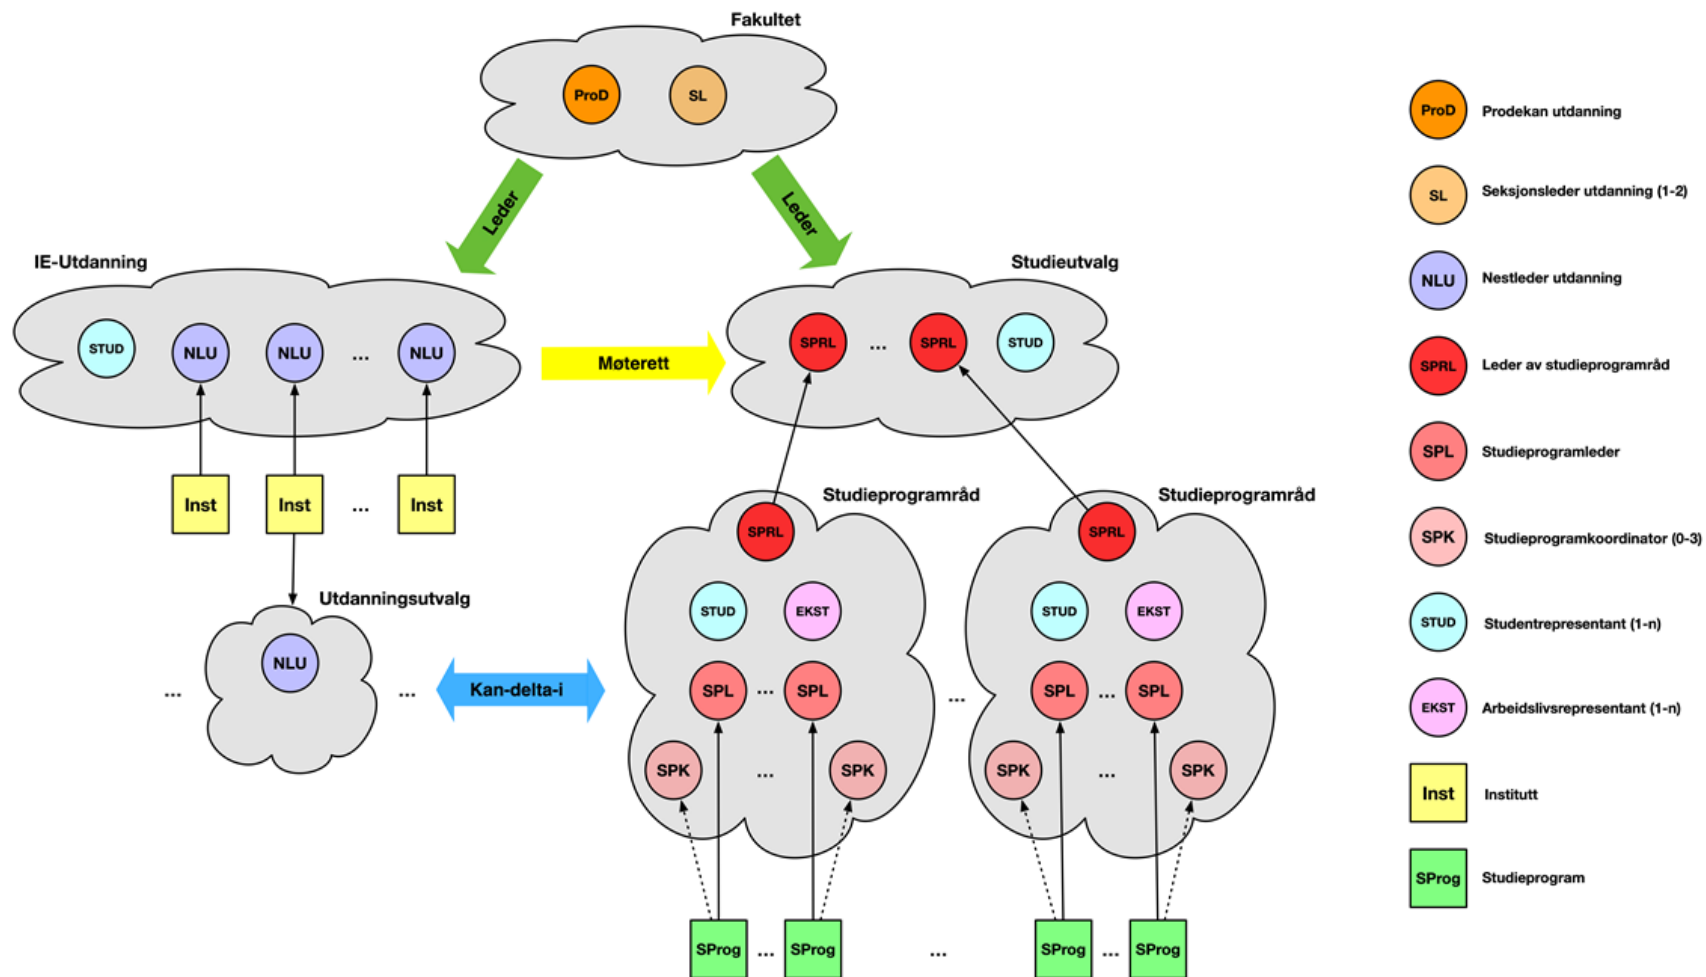 Fakultet
ProD
SL
Leder
Leder
IE-Utdanning
STUD
NLU
NLU
...
NLU
Møterett
Studieutvalg
SPRL
...
SPRL
STUD
Inst
Inst
...
Inst
Utdanningsutvalg
...
NLU
...
Kan-delta-i
Studieprogramråd
SPRL
STUD
EKST
SPL
...
SPL
SPK
...
SPK
...
Studieprogramråd
SPRL
STUD
EKST
SPL
...
SPL
SPK
...
SPK
SProg
...
SProg
...
SProg
...
SProg
ProD Prodekan utdanning
SL Seksjonsleder utdanning (1-2)
NLU Nestleder utdanning
SPRL Leder av studieprogramråd
SPL Studieprogramleder
SPK Studieprogramkoordinator (0-3)
STUD Studentrepresentant (1-n)
EKST Arbeidslivsrepresentant (1-n)
Inst Institutt
SProg Studieprogram